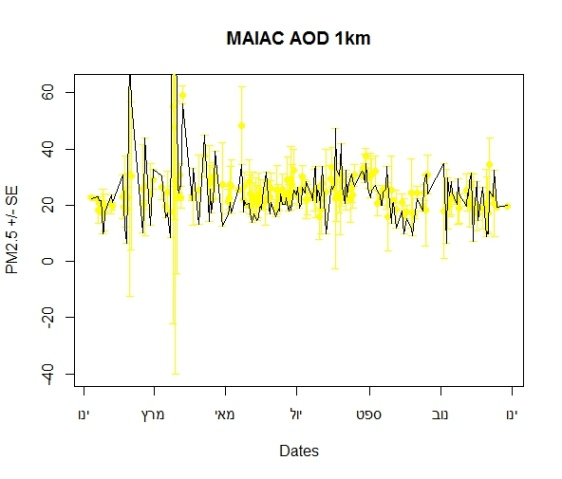 MAIAC AOD 1km
PM2.5 +/- SE
60
40
20
0
-20
-40
ינו
מרץ
מאי
יול
ספט
נוב
ינו
Dates